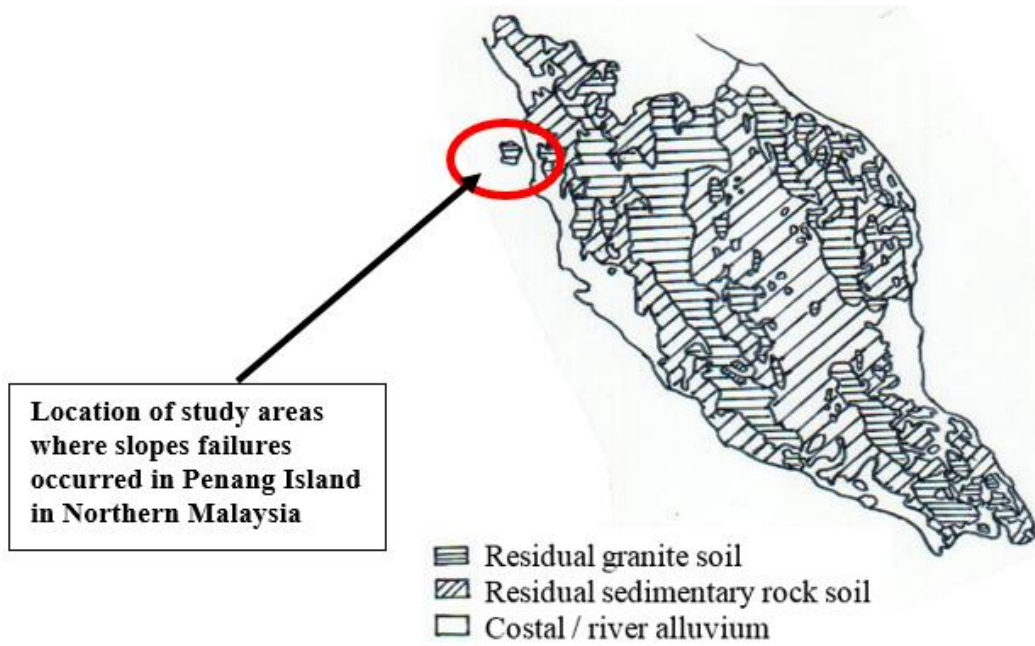 Location of study areas
where slopes failures
occurred in Penang Island
in Northern Malaysia
Residual granite soil
Residual sedimentary rock soil
Costal / river alluvium